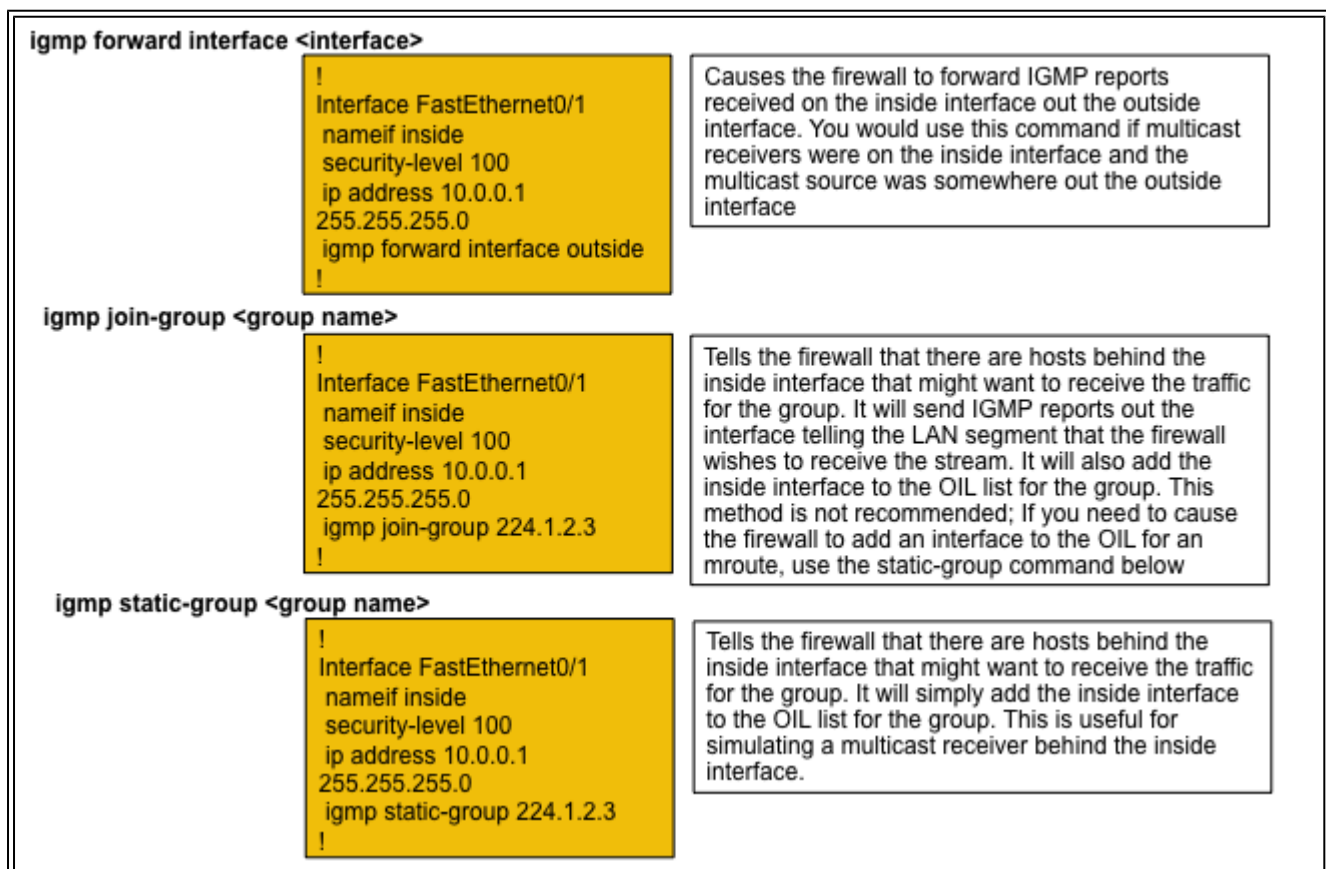 igmp forward interface <interface>
!
Interface FastEthernet0/1
nameif inside
security-level 100
ip address 10.0.0.1
255.255.255.0
igmp forward interface outside
!
Causes the firewall to forward IGMP reports
received on the inside interface out the outside
interface. You would use this command if multicast
receivers were on the inside interface and the
multicast source was somewhere out the outside
interface
igmp join-group <group name>
!
Interface FastEthernet0/1
nameif inside
security-level 100
ip address 10.0.0.1
255.255.255.0
igmp join-group 224.1.2.3
!
Tells the firewall that there are hosts behind the
inside interface that might want to receive the traffic
for the group. It will send IGMP reports out the
interface telling the LAN segment that the firewall
wishes to receive the stream. It will also add the
inside interface to the OIL list for the group. This
method is not recommended; If you need to cause
the firewall to add an interface to the OIL for an
mroute, use the static-group command below
igmp static-group <group name>
!
Interface FastEthernet0/1
nameif inside
security-level 100
ip address 10.0.0.1
255.255.255.0
igmp static-group 224.1.2.3
!
Tells the firewall that there are hosts behind the
inside interface that might want to receive the traffic
for the group. It will simply add the inside interface
to the OIL list for the group. This is useful for
simulating a multicast receiver behind the inside
interface.